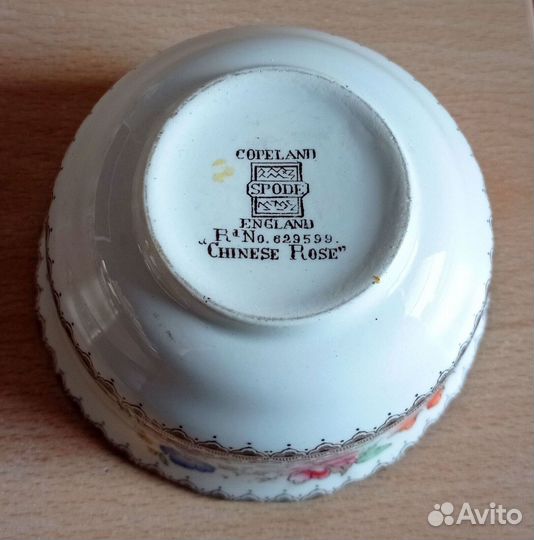 COPELAND
SPODE
ENGLAND
Rd No. 629599.
"CHINESE ROSE"
Avito